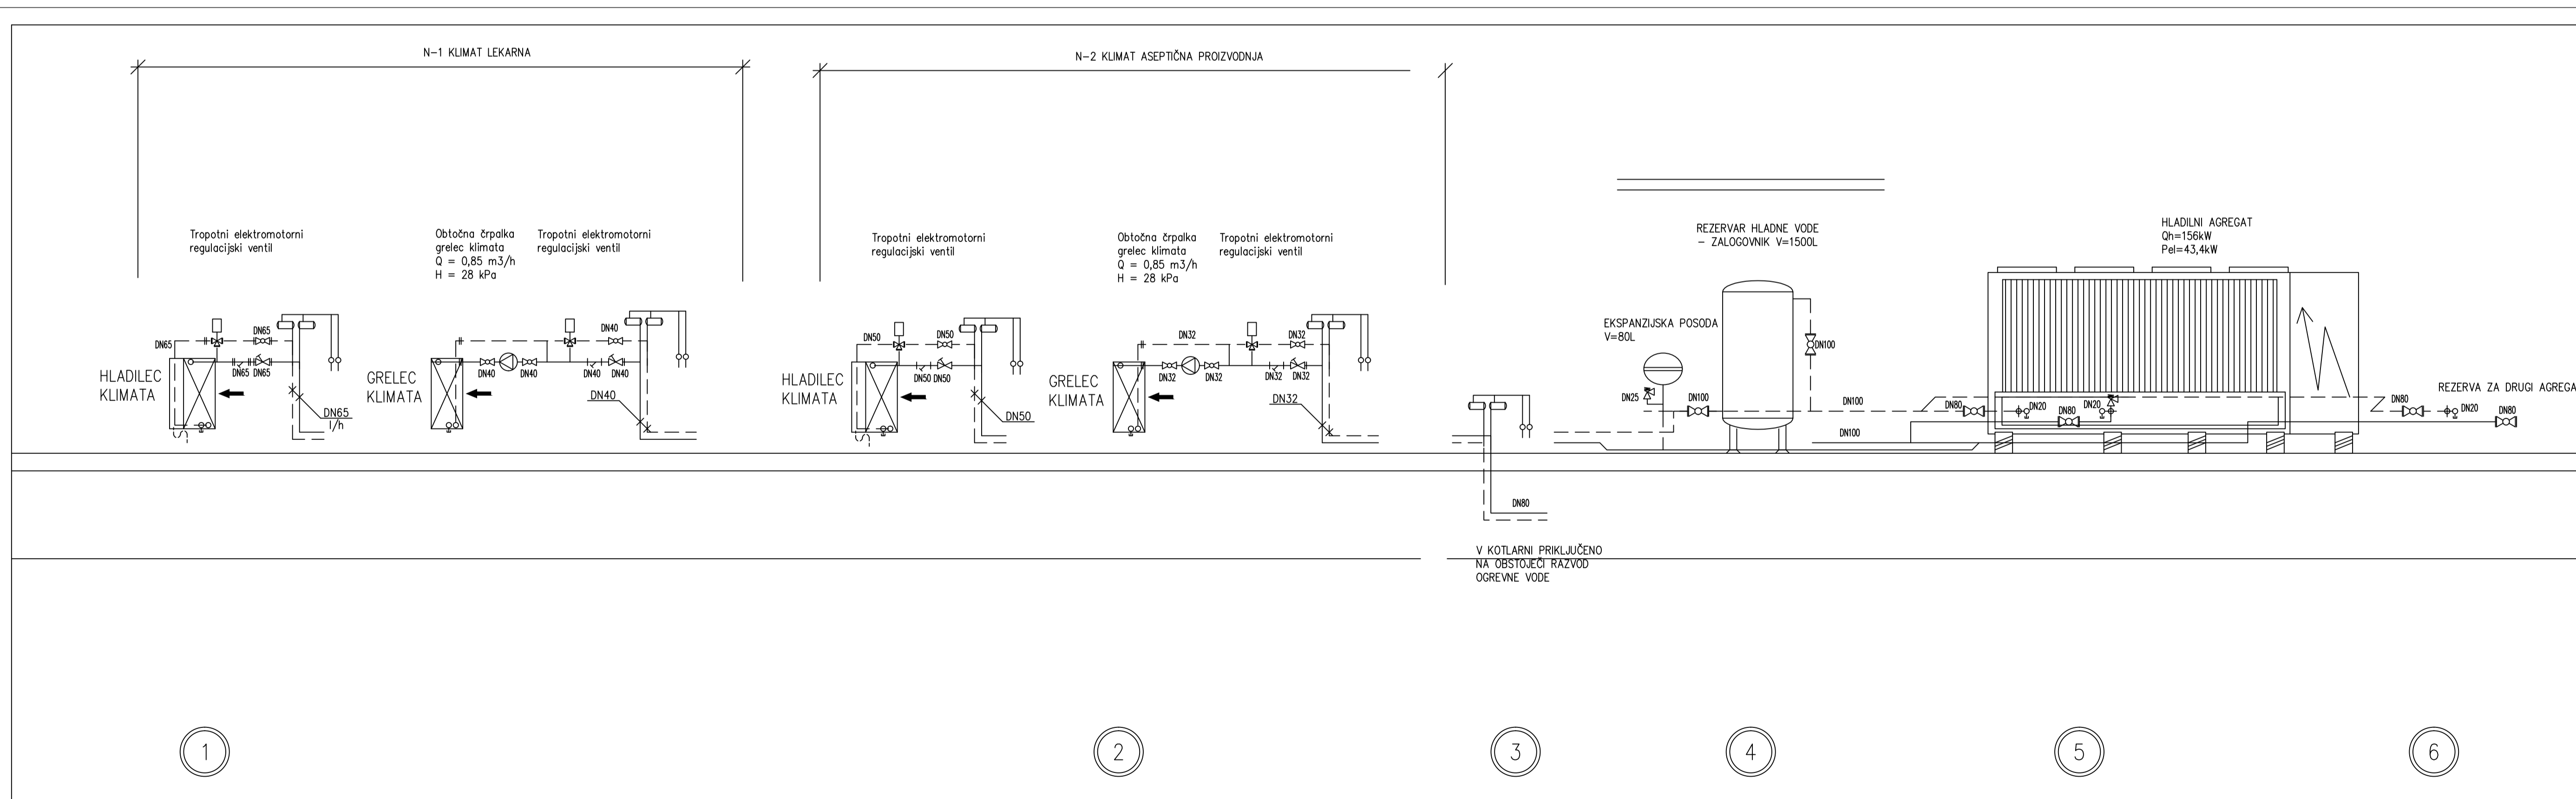 N-1 KLIMAT LEKARNA
N-2 KLIMAT ASEPTIČNA PROIZVODNJA
Tropotni elektromotorni
regulacijski ventil
Obtočna črpalka
grelec klimata
Q = 0,85 m3/h
H = 28 kPa
Tropotni elektromotorni
regulacijski ventil
DN65
DN65
DN65
DN65
HLADILEC
KLIMATA
DN65
l/h
GRELEC
KLIMATA
DN40
DN40
DN40
DN40
DN40
DN40
Tropotni elektromotorni
regulacijski ventil
Obtočna črpalka
grelec klimata
Q = 0,85 m3/h
H = 28 kPa
Tropotni elektromotorni
regulacijski ventil
DN50
DN50
DN50
DN50
HLADILEC
KLIMATA
DN50
GRELEC
KLIMATA
DN32
DN32
DN32
DN32
DN32
DN32
DN32
DN80
V KOTLARNI PRIKLJUČENO
NA OBSTOJEČI RAZVOD
OGREVNE VODE
REZERVAR HLADNE VODE
- ZALOGOVNIK V=1500L
EKSPANZIJSKA POSODA
V=80L
DN25
DN100
DN100
DN100
DN100
HLADILNI AGREGAT
Qh=156kW
Pel=43,4kW
DN80
DN20
DN80
DN20
REZERVA ZA DRUGI AGREGA
DN80
DN20
DN80
1
2
3
4
5
6